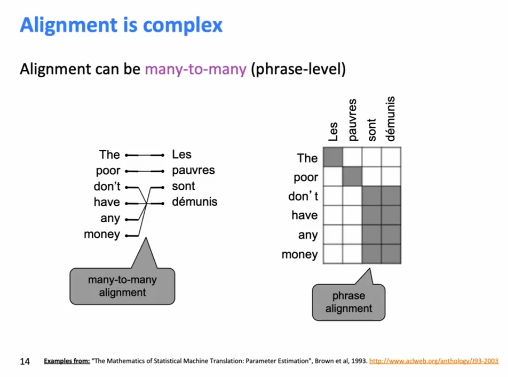 Alignment is complex
Alignment can be many-to-many (phrase-level)
The Les
poor pauvres
don't sont
have démunis
any
money
many-to-many
alignment
Les
pauvres
sont
démunis
The
poor
don't
have
any
money
phrase
alignment
14 Examples from: "The Mathematics of Statistical Machine Translation: Parameter Estimation", Brown et al, 1993. http://www.aclweb.org/anthology/J93-2003